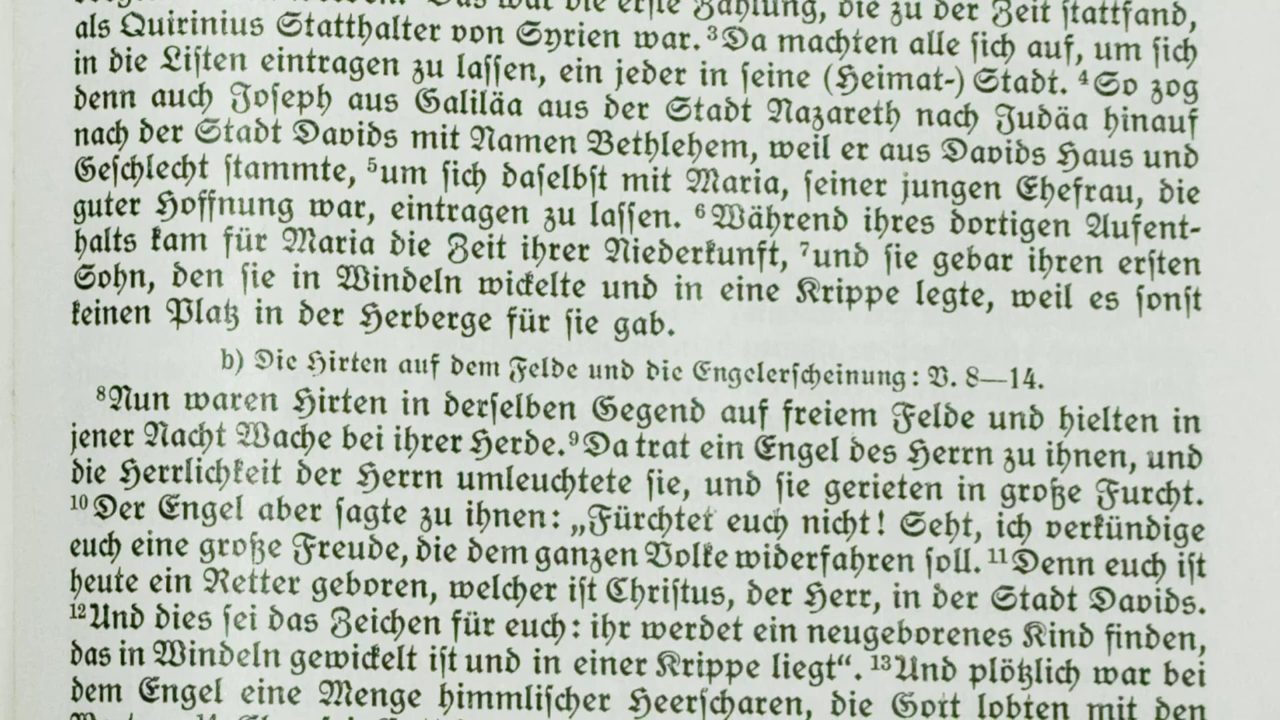 Das war die erste Zählung, die zu der Zeit stattfand,
als Quirinius Statthalter von Syrien war. ³Da machten alle sich auf, um sich
in die Listen eintragen zu lassen, ein jeder in seine (Heimat-) Stadt. ⁴So zog
denn auch Joseph aus Galiläa aus der Stadt Nazareth nach Judäa hinauf
nach der Stadt Davids mit Namen Bethlehem, weil er aus Davids Haus und
Geschlecht stammte, ⁵um sich daselbst mit Maria, seiner jungen Ehefrau, die
guter Hoffnung war, eintragen zu lassen. ⁶Während ihres dortigen Aufent-
halts kam für Maria die Zeit ihrer Niederkunft, ⁷und sie gebar ihren ersten
Sohn, den sie in Windeln wickelte und in eine Krippe legte, weil es sonst
keinen Platz in der Herberge für sie gab.
b) Die Hirten auf dem Felde und die Engelerscheinung: V. 8—14.
⁸Nun waren Hirten in derselben Gegend auf freiem Felde und hielten in
jener Nacht Wache bei ihrer Herde. ⁹Da trat ein Engel des Herrn zu ihnen, und
die Herrlichkeit der Herrn umleuchtete sie, und sie gerieten in große Furcht.
¹⁰Der Engel aber sagte zu ihnen: „Fürchtet euch nicht! Seht, ich verkündige
euch eine große Freude, die dem ganzen Volke widerfahren soll. ¹¹Denn euch ist
heute ein Retter geboren, welcher ist Christus, der Herr, in der Stadt Davids.
¹²Und dies sei das Zeichen für euch: ihr werdet ein neugeborenes Kind finden,
das in Windeln gewickelt ist und in einer Krippe liegt“. ¹³Und plötzlich war bei
dem Engel eine Menge himmlischer Heerscharen, die Gott lobten mit den